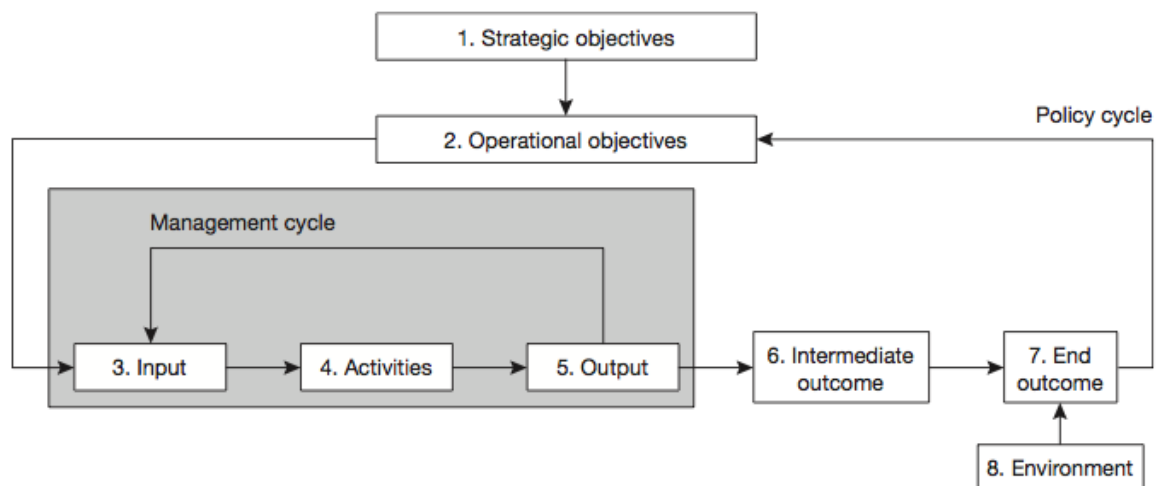 1. Strategic objectives
2. Operational objectives
Policy cycle
Management cycle
3. Input
4. Activities
5. Output
6. Intermediate
outcome
7. End
outcome
8. Environment